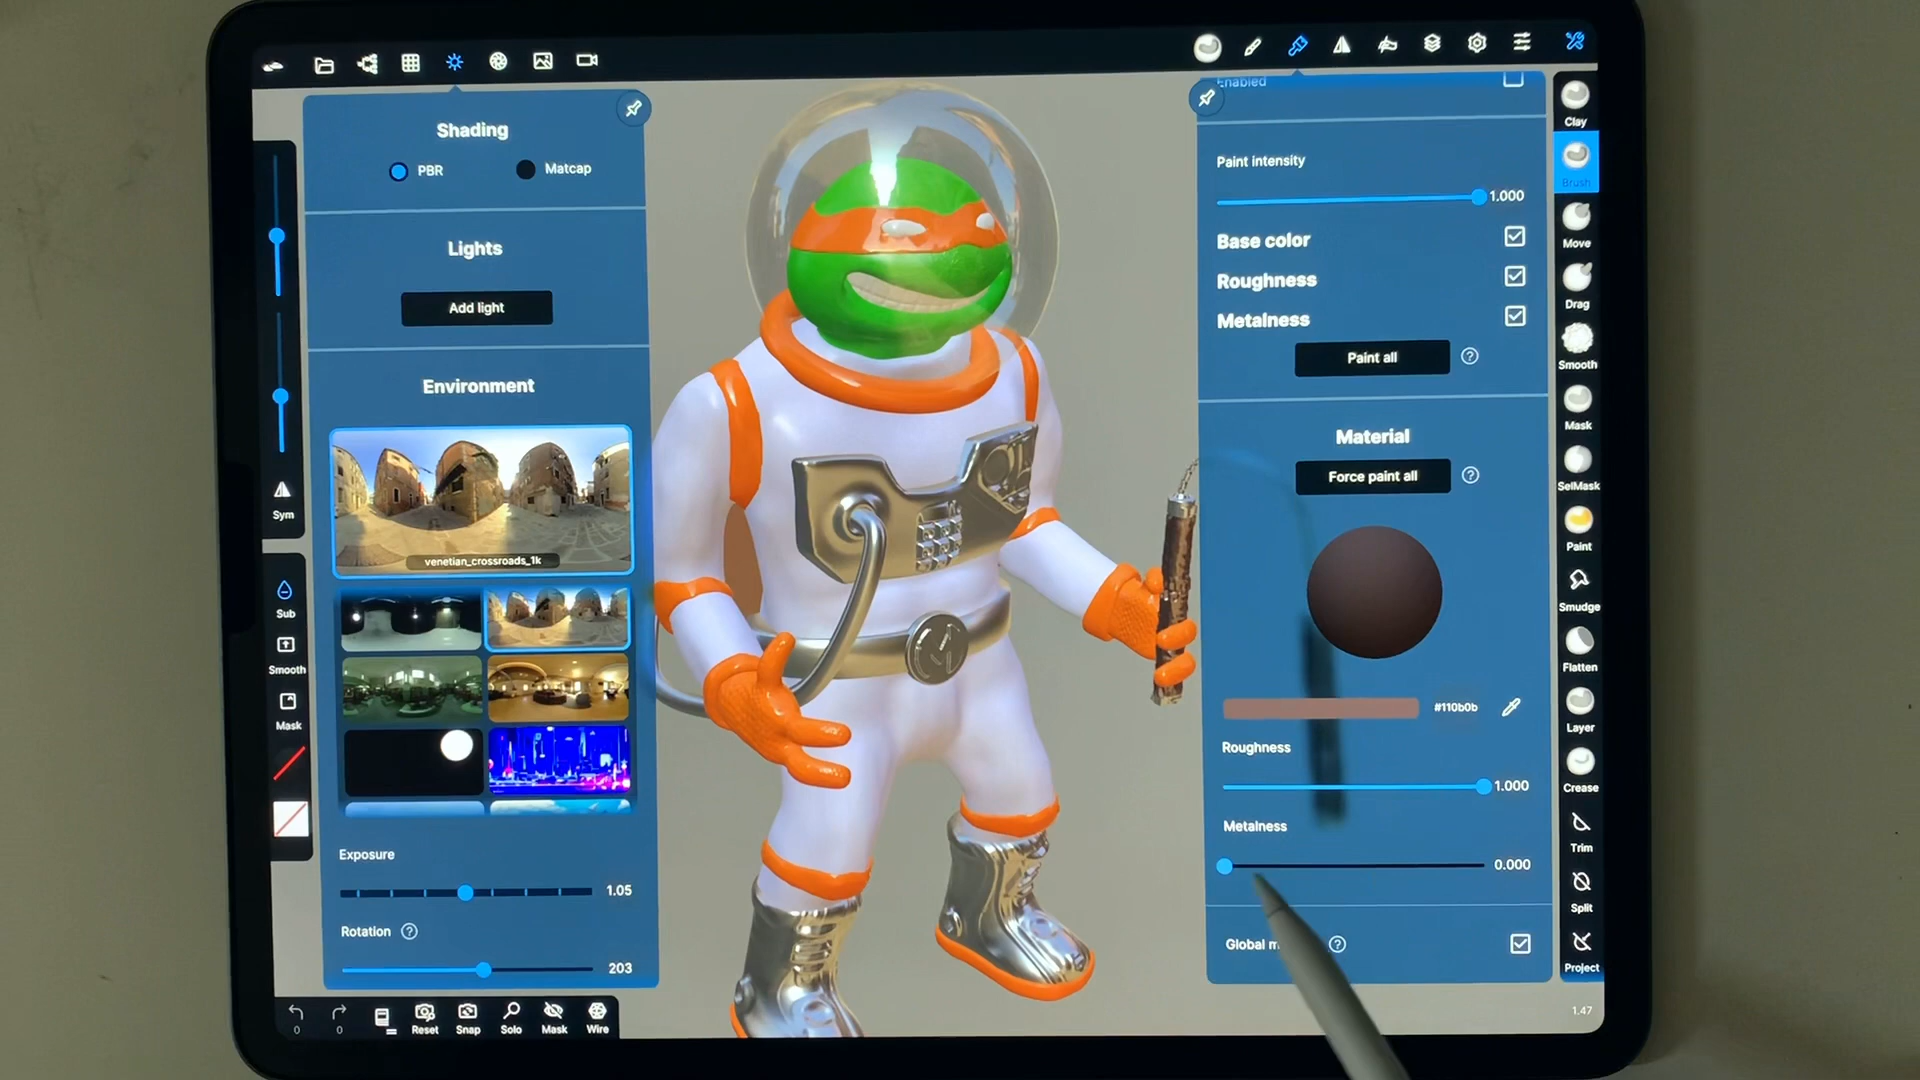 Shading
PBR
Matcap
Lights
Add light
Environment
venetian_crossroads_1k
Exposure
1.05
Rotation
?
203
Sym
Sub
Smooth
Mask
0
0
Reset
Snap
Solo
Mask
Wire
Enabled
Paint intensity
1.000
Base color
Roughness
Metalness
Paint all
?
Material
Force paint all
?
#110b0b
Roughness
1.000
Metalness
0.000
Global
?
Clay
Brush
Move
Drag
Smooth
Mask
SelMask
Paint
Smudge
Flatten
Layer
Crease
Trim
Split
Project
1.47